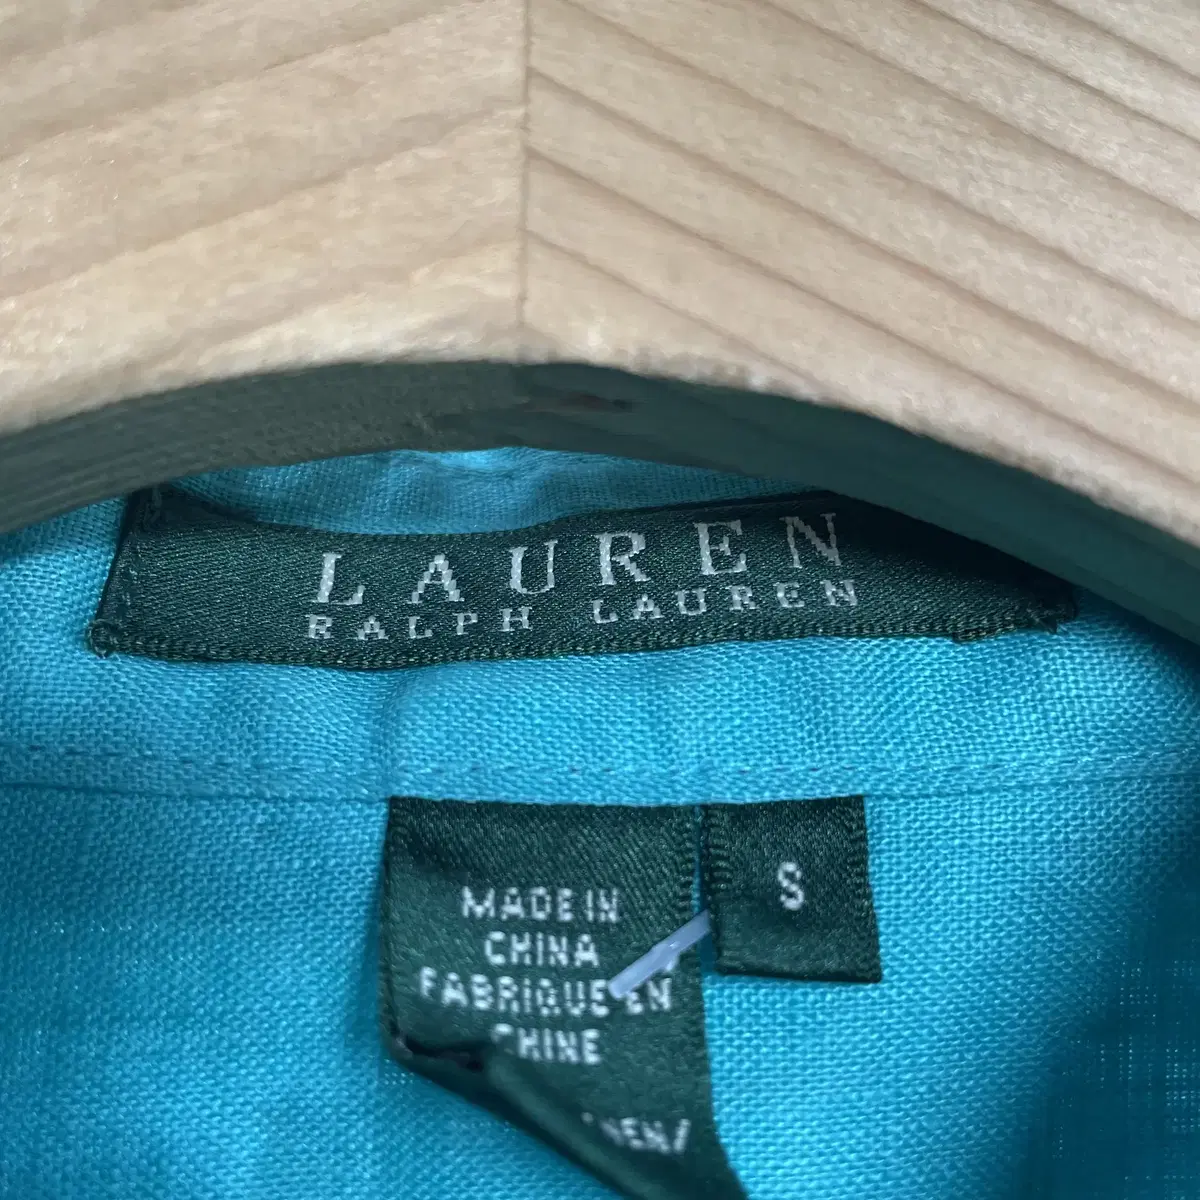 LAUREN
RALPH LAUREN
S
MADE IN
CHINA
FABRIQUE EN
CHINE